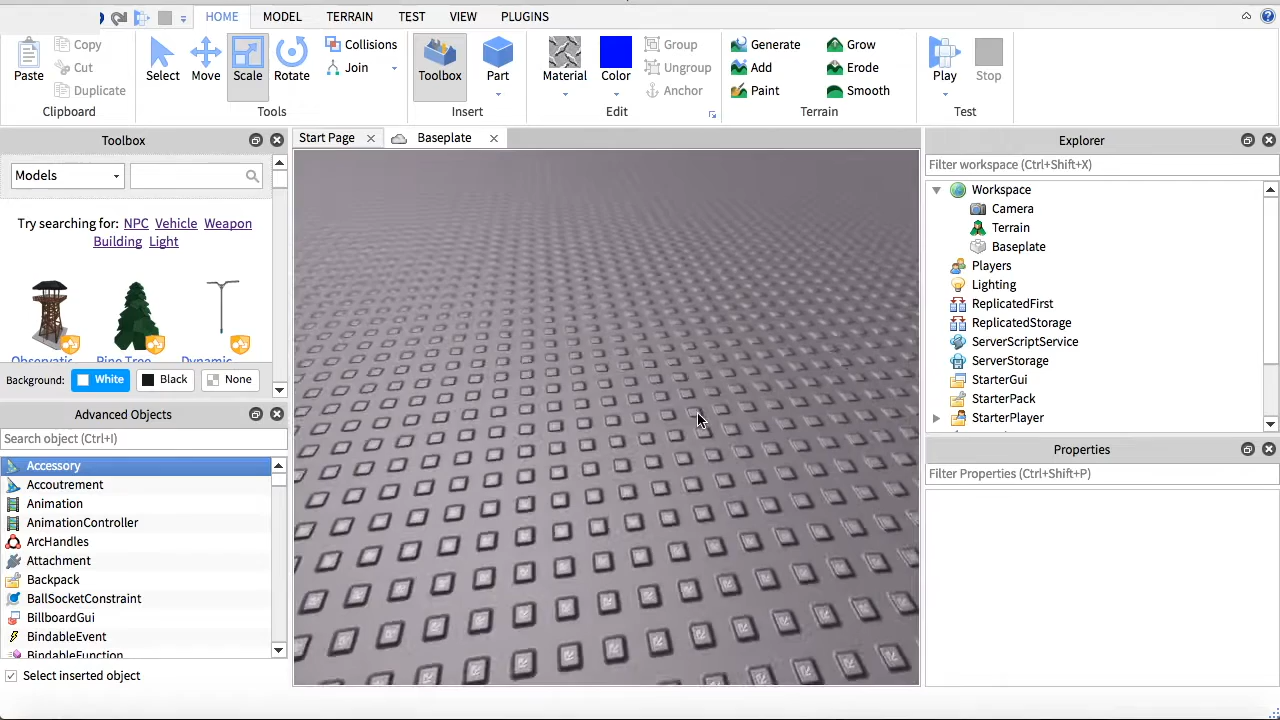 HOME MODEL TERRAIN TEST VIEW PLUGINS
Paste
Copy
Cut
Duplicate
Clipboard
Select
Move
Scale
Rotate
Collisions
Join
Tools
Toolbox
Part
Insert
Material
Color
Group
Ungroup
Anchor
Edit
Generate
Add
Paint
Grow
Erode
Smooth
Terrain
Play
Stop
Test
Toolbox
Models
Try searching for: NPC Vehicle Weapon
Building Light
Observatic Pine Tree Dynamic
Background: White Black None
Advanced Objects
Search object (Ctrl+I)
Accessory
Accoutrement
Animation
AnimationController
ArcHandles
Attachment
Backpack
BallSocketConstraint
BillboardGui
BindableEvent
BindableFunction
Select inserted object
Start Page
Baseplate
Explorer
Filter workspace (Ctrl+Shift+X)
Workspace
Camera
Terrain
Baseplate
Players
Lighting
ReplicatedFirst
ReplicatedStorage
ServerScriptService
ServerStorage
StarterGui
StarterPack
StarterPlayer
Properties
Filter Properties (Ctrl+Shift+P)